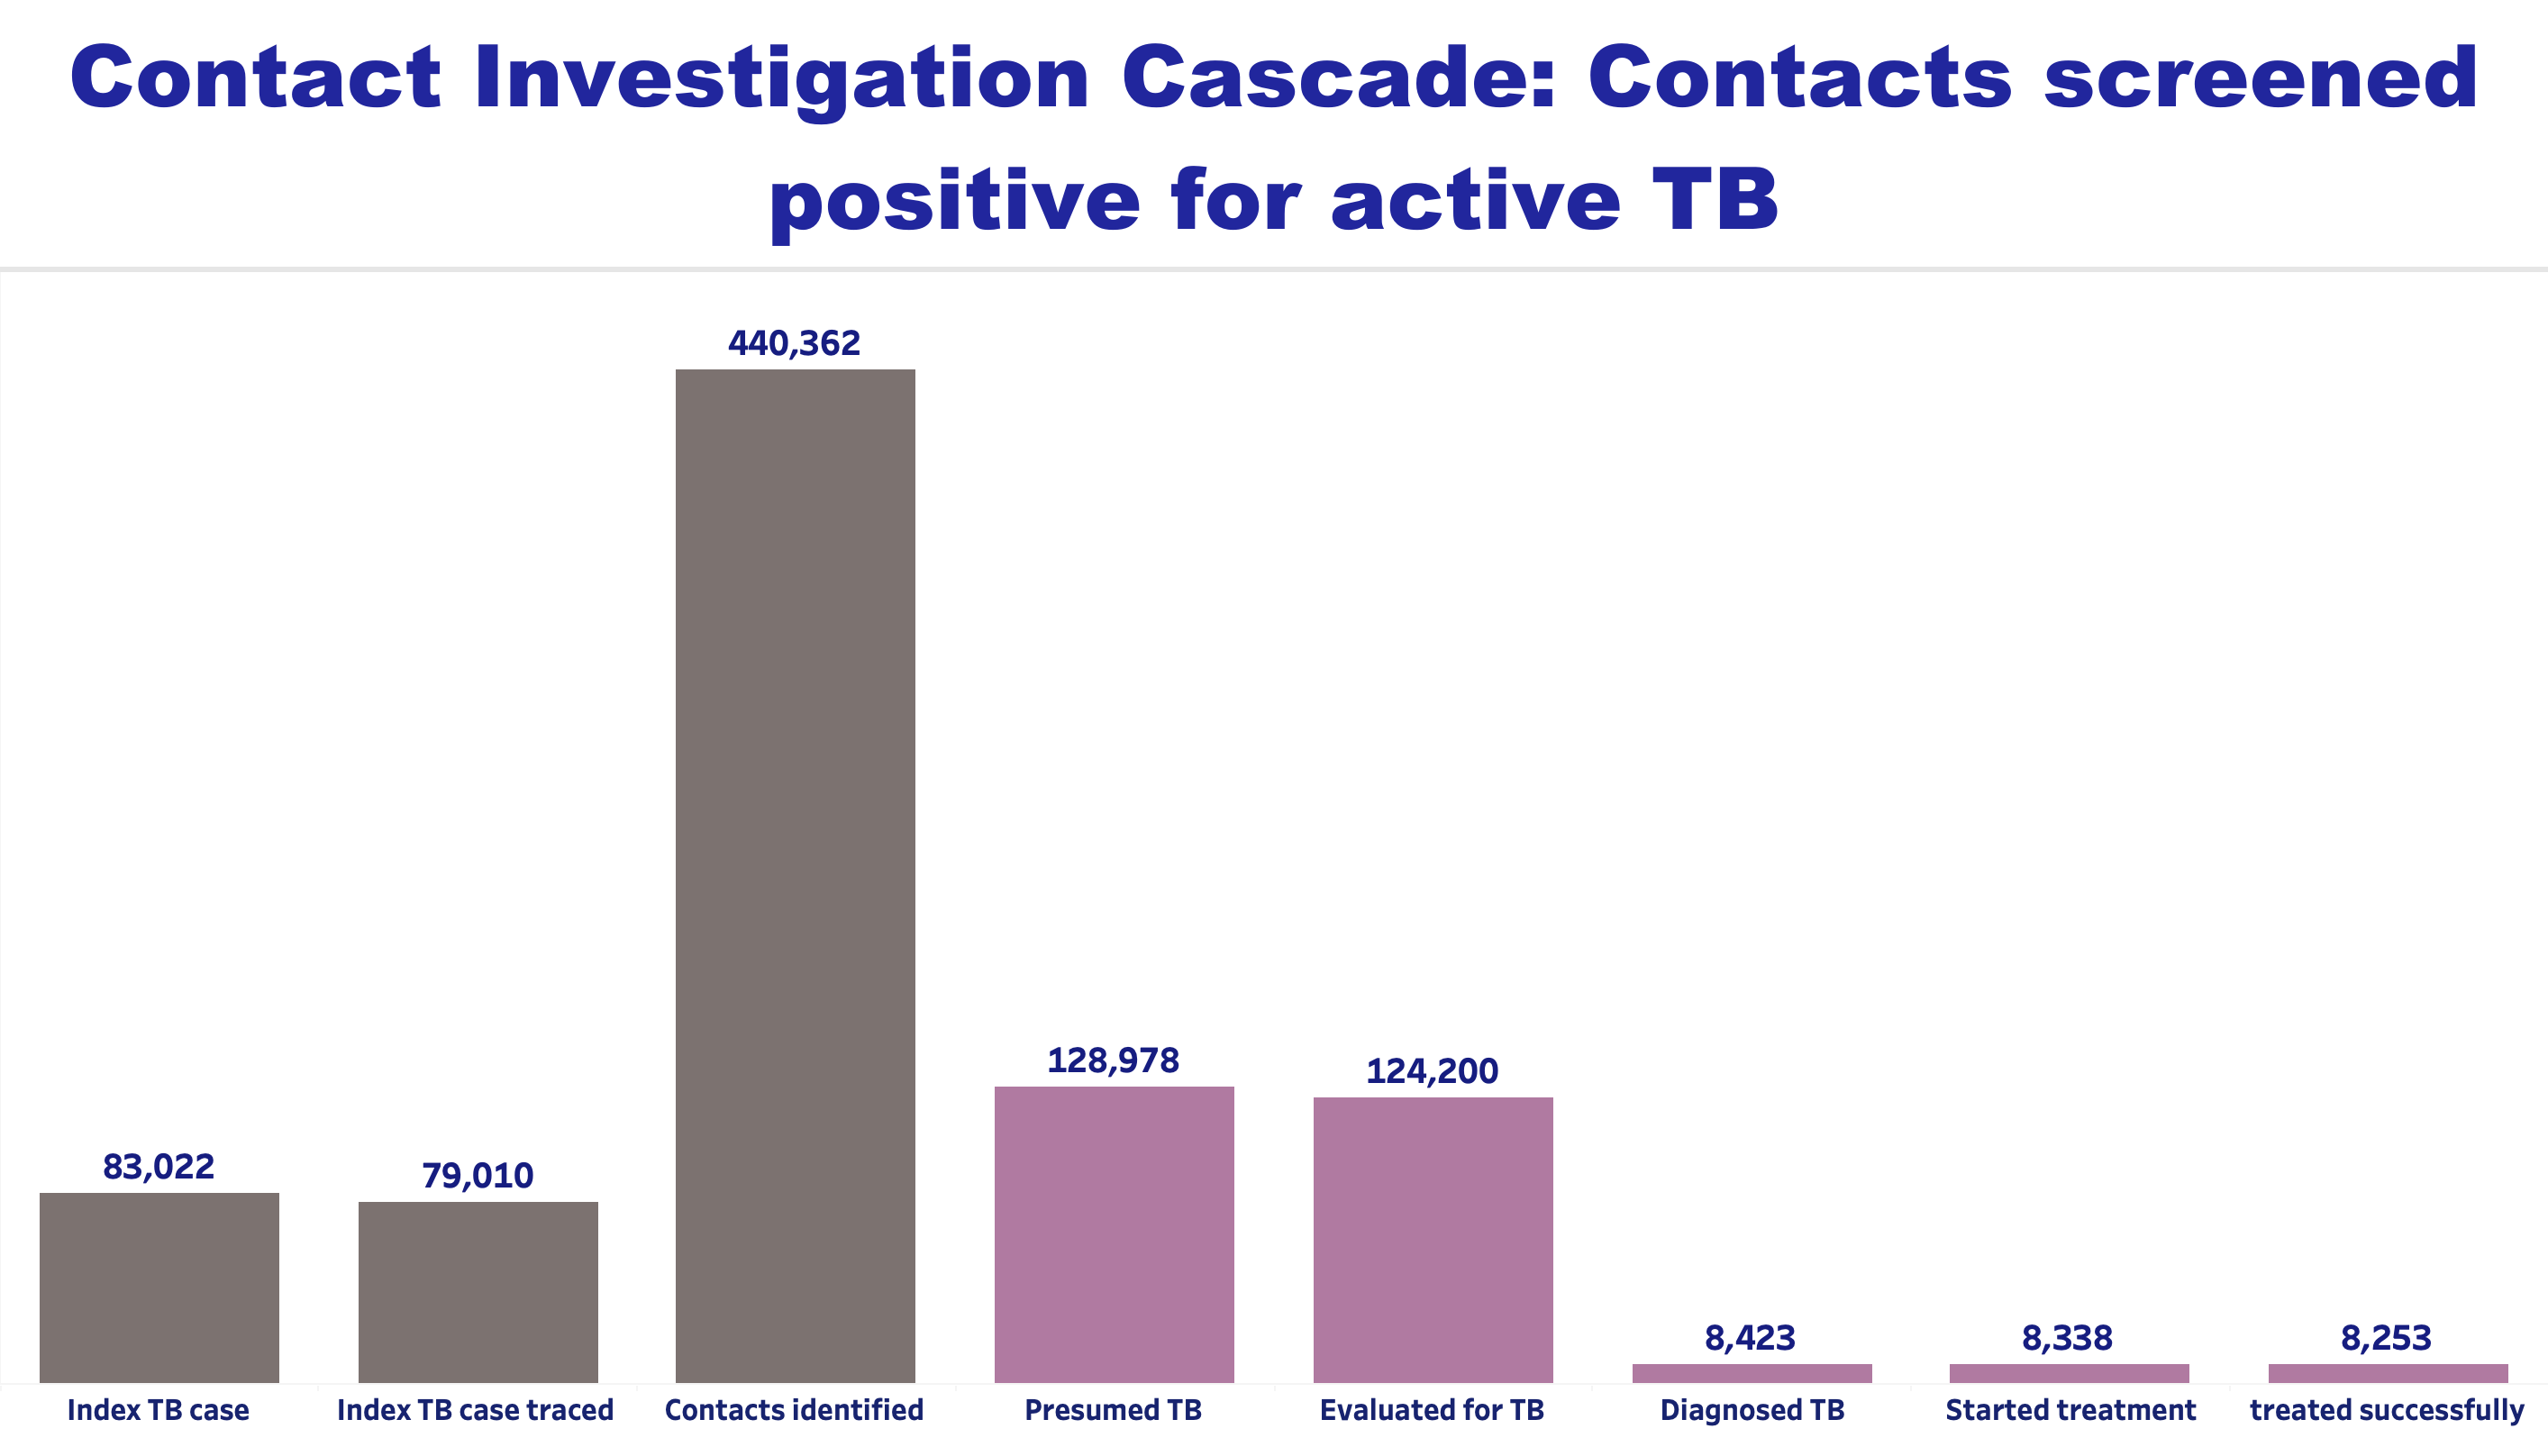 Contact Investigation Cascade: Contacts screened
positive for active TB
440,362
128,978
124,200
83,022
79,010
8,423
8,338
8,253
Index TB case
Index TB case traced
Contacts identified
Presumed TB
Evaluated for TB
Diagnosed TB
Started treatment
treated successfully